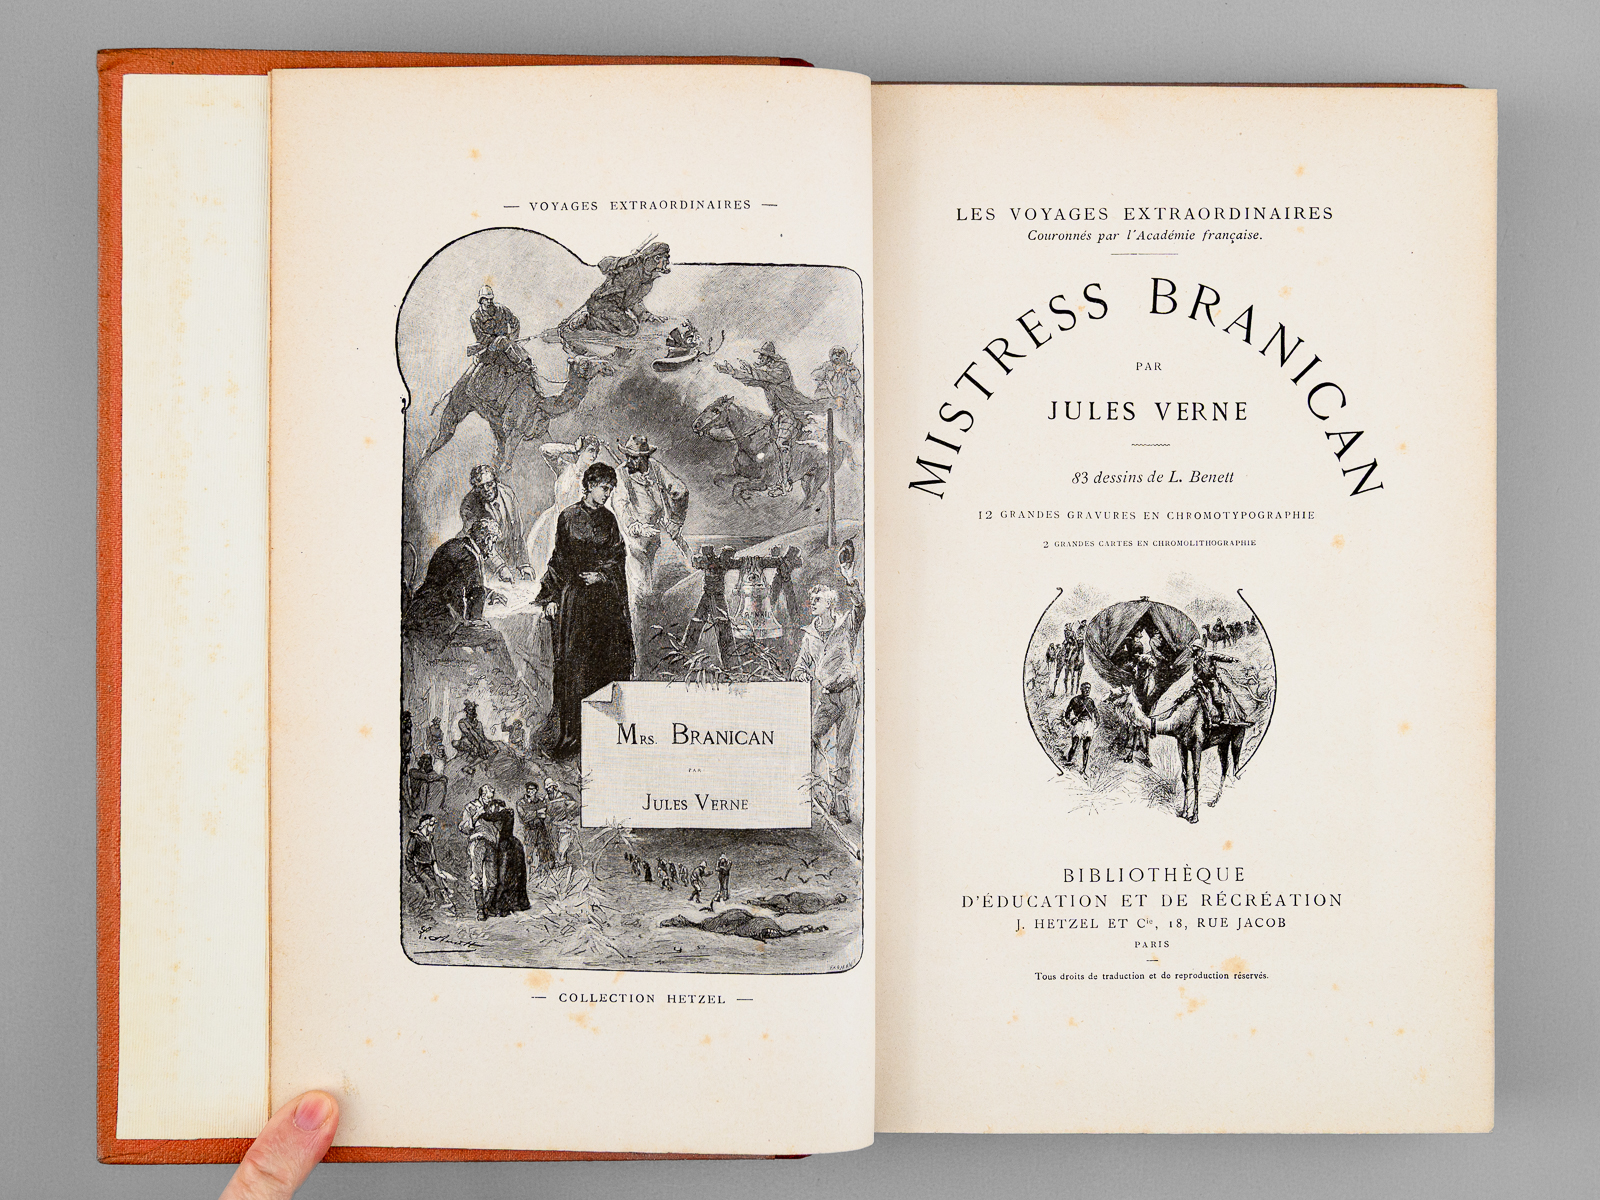 — VOYAGES EXTRAORDINAIRES —
MRS. BRANICAN
PAR
JULES VERNE
— COLLECTION HETZEL —
LES VOYAGES EXTRAORDINAIRES
Couronnés par l'Académie française.
MISTRESS BRANICAN
PAR
JULES VERNE
83 dessins de L. Benett
12 GRANDES GRAVURES EN CHROMOTYPOGRAPHIE
2 GRANDES CARTES EN CHROMOLITHOGRAPHIE
BIBLIOTHÈQUE
D'ÉDUCATION ET DE RÉCRÉATION
J. HETZEL ET Cie, 18, RUE JACOB
PARIS
—
Tous droits de traduction et de reproduction réservés.